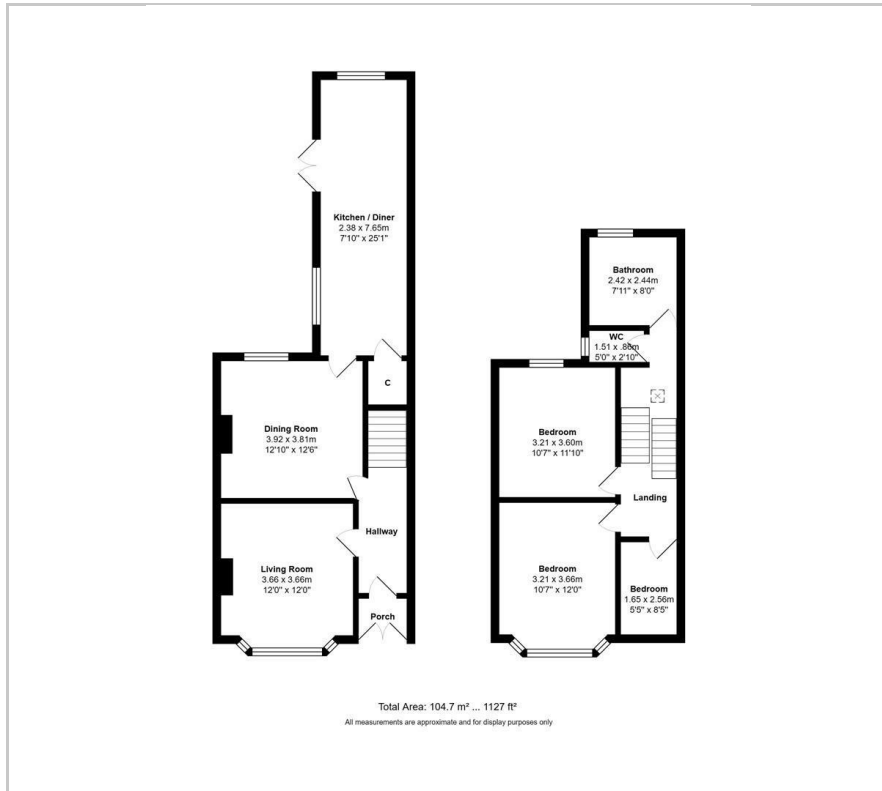 Kitchen / Diner
2.38 x 7.65m
7'10" x 25'1"
C
Dining Room
3.92 x 3.81m
12'10" x 12'6"
Hallway
Living Room
3.66 x 3.66m
12'0" x 12'0"
Porch
Bathroom
2.42 x 2.44m
7'11" x 8'0"
WC
1.51 x .86m
5'0" x 2'10"
Bedroom
3.21 x 3.60m
10'7" x 11'10"
Landing
Bedroom
3.21 x 3.66m
10'7" x 12'0"
Bedroom
1.65 x 2.56m
5'5" x 8'5"
Total Area: 104.7 m² ... 1127 ft²
All measurements are approximate and for display purposes only